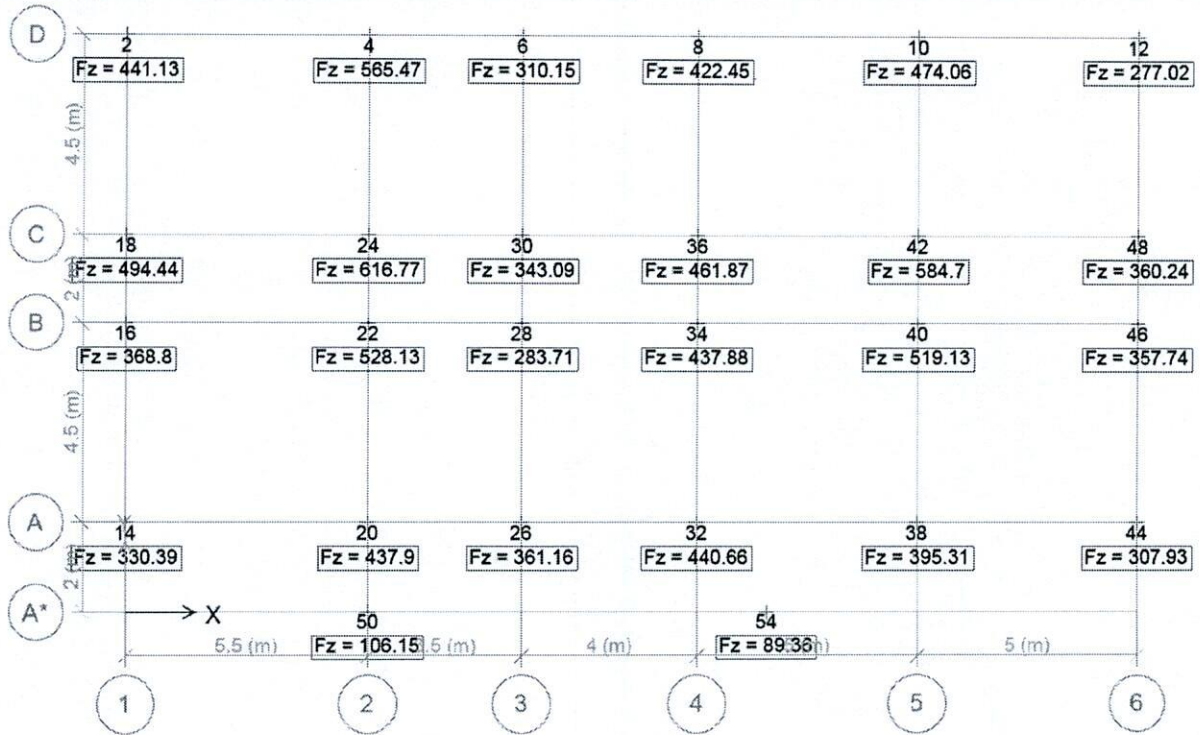 D
2 4 6 8 10 12
Fz = 441.13 Fz = 565.47 Fz = 310.15 Fz = 422.45 Fz = 474.06 Fz = 277.02
4.5 (m)
C
18 24 30 36 42 48
Fz = 494.44 Fz = 616.77 Fz = 343.09 Fz = 461.87 Fz = 584.7 Fz = 360.24
2 (m)
B
16 22 28 34 40 46
Fz = 368.8 Fz = 528.13 Fz = 283.71 Fz = 437.88 Fz = 519.13 Fz = 357.74
4.5 (m)
A
14 20 26 32 38 44
Fz = 330.39 Fz = 437.9 Fz = 361.16 Fz = 440.66 Fz = 395.31 Fz = 307.93
2 (m)
A* X
50 54
5.5 (m) Fz = 106.15 .5 (m) 4 (m) Fz = 89.36 5 (m)
1 2 3 4 5 6